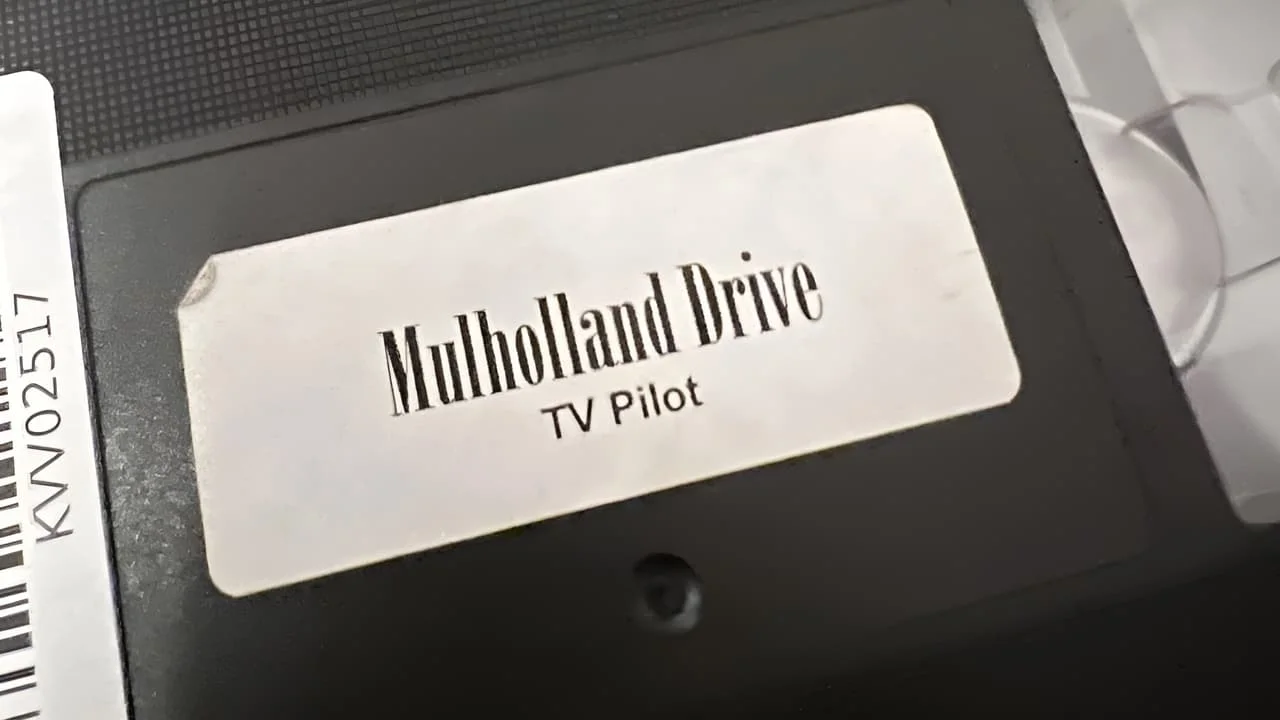 Mulholland Drive
TV Pilot
KVV02517